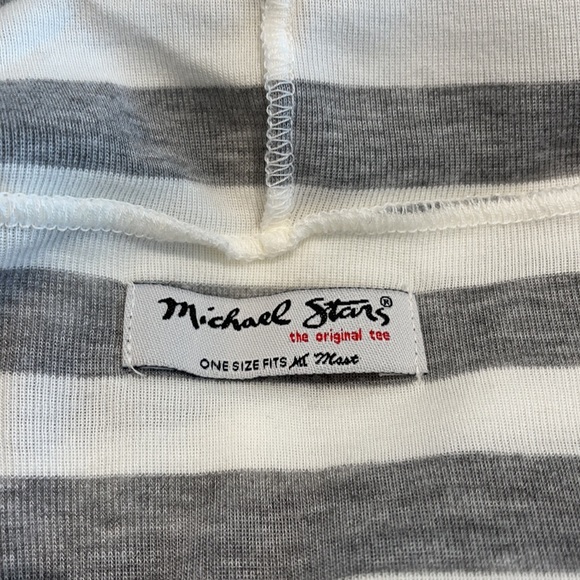 Michael Stars®
the original tee
ONE SIZE FITS Most